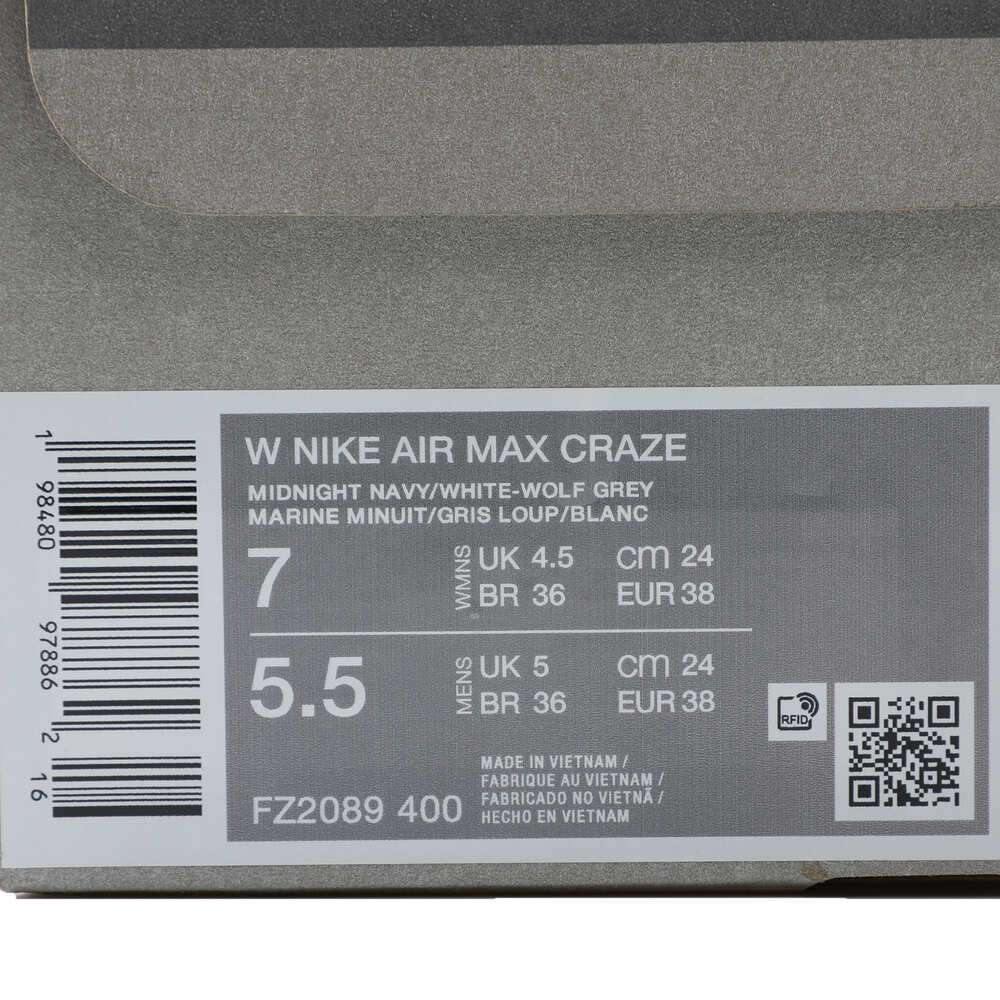 W NIKE AIR MAX CRAZE
MIDNIGHT NAVY/WHITE-WOLF GREY
MARINE MINUIT/GRIS LOUP/BLANC
7
WMNS
UK 4.5 cm 24
BR 36 EUR 38
5.5
MENS
UK 5 cm 24
BR 36 EUR 38
RFID
FZ2089 400
MADE IN VIETNAM /
FABRIQUE AU VIETNAM /
FABRICADO NO VIETNÃ /
HECHO EN VIETNAM
1 98480 97886 2 16